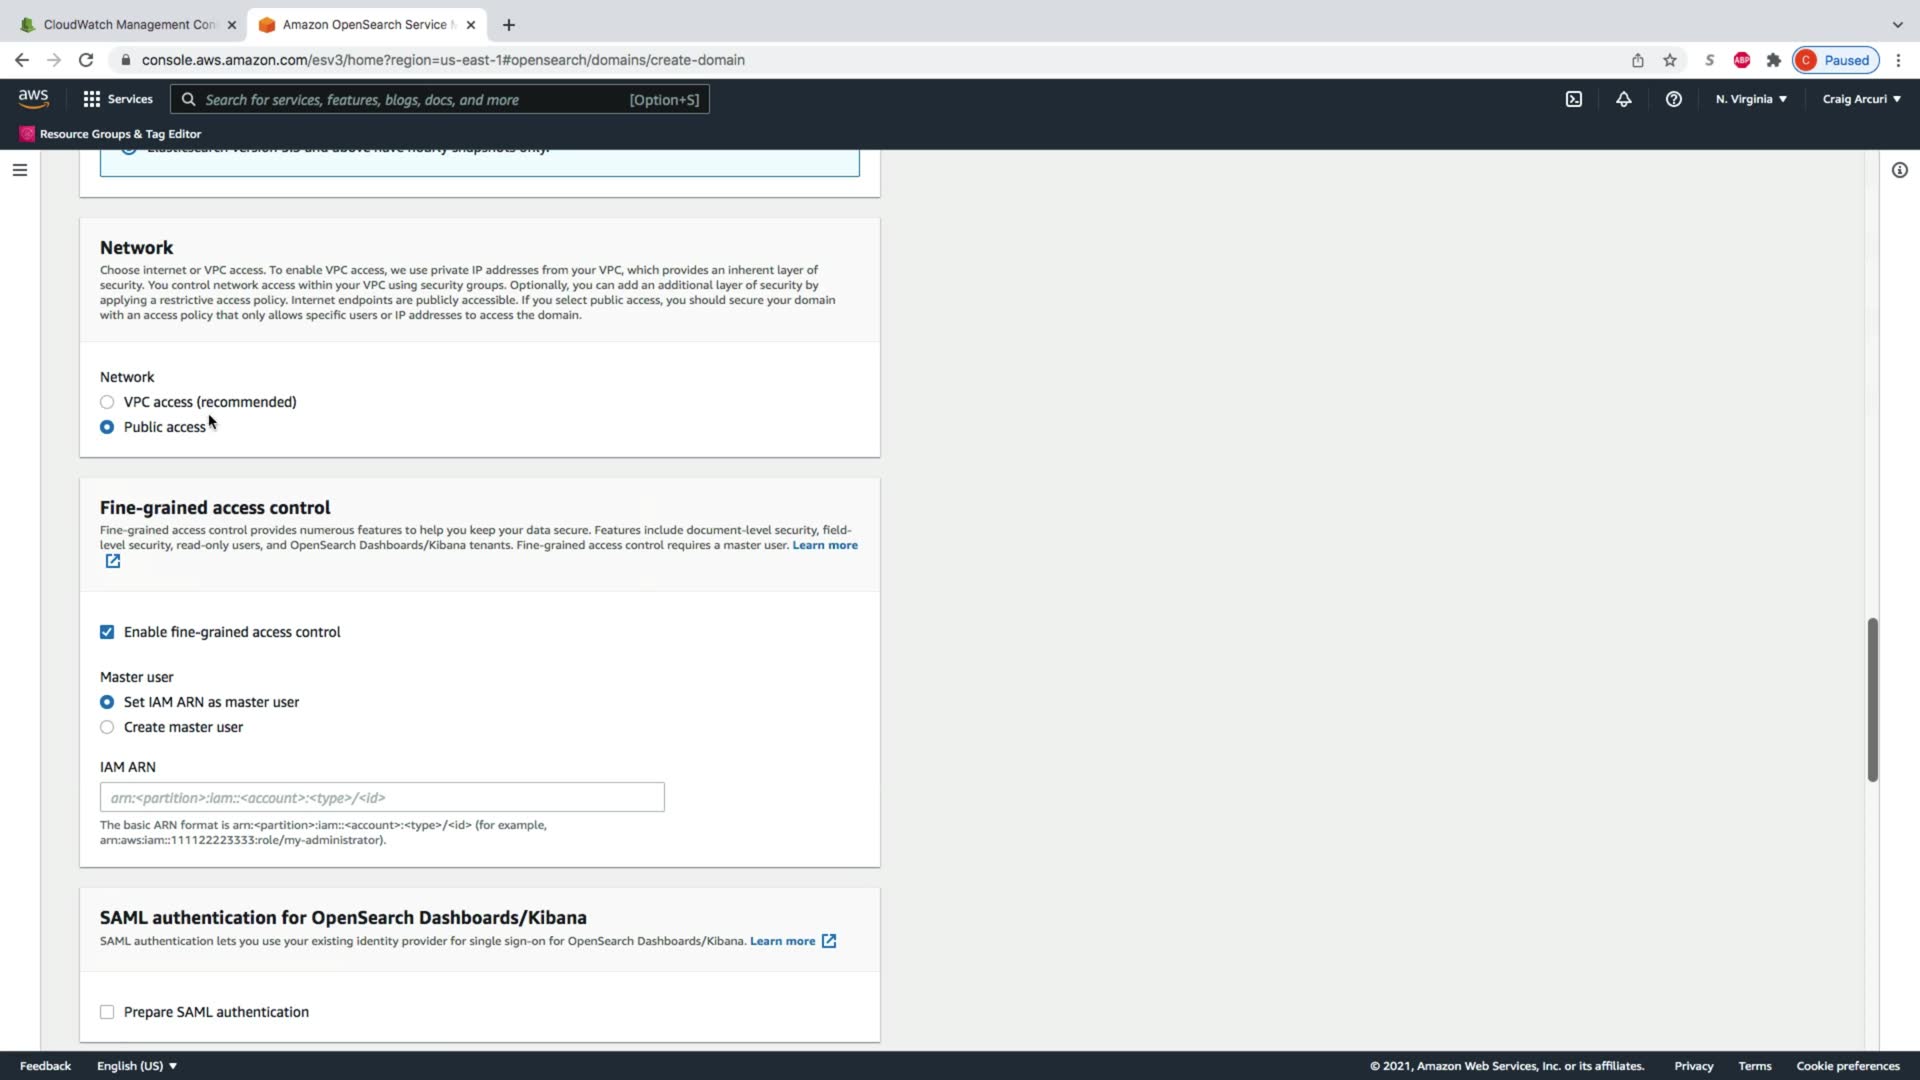 CloudWatch Management Con
Amazon OpenSearch Service M
console.aws.amazon.com/esv3/home?region=us-east-1#opensearch/domains/create-domain
S
ABP
C
Paused
aws
Services
Search for services, features, blogs, docs, and more
[Option+S]
N. Virginia
Craig Arcuri
Resource Groups & Tag Editor
Elasticsearch version 5.3 and above have hourly snapshots only.
Network
Choose internet or VPC access. To enable VPC access, we use private IP addresses from your VPC, which provides an inherent layer of
security. You control network access within your VPC using security groups. Optionally, you can add an additional layer of security by
applying a restrictive access policy. Internet endpoints are publicly accessible. If you select public access, you should secure your domain
with an access policy that only allows specific users or IP addresses to access the domain.
Network
VPC access (recommended)
Public access
Fine-grained access control
Fine-grained access control provides numerous features to help you keep your data secure. Features include document-level security, field-
level security, read-only users, and OpenSearch Dashboards/Kibana tenants. Fine-grained access control requires a master user. Learn more
Enable fine-grained access control
Master user
Set IAM ARN as master user
Create master user
IAM ARN
arn:<partition>:iam::<account>:<type>/<id>
The basic ARN format is arn:<partition>:iam::<account>:<type>/<id> (for example,
arn:aws:iam::111122223333:role/my-administrator).
SAML authentication for OpenSearch Dashboards/Kibana
SAML authentication lets you use your existing identity provider for single sign-on for OpenSearch Dashboards/Kibana. Learn more
Prepare SAML authentication
Feedback
English (US)
© 2021, Amazon Web Services, Inc. or its affiliates.
Privacy
Terms
Cookie preferences